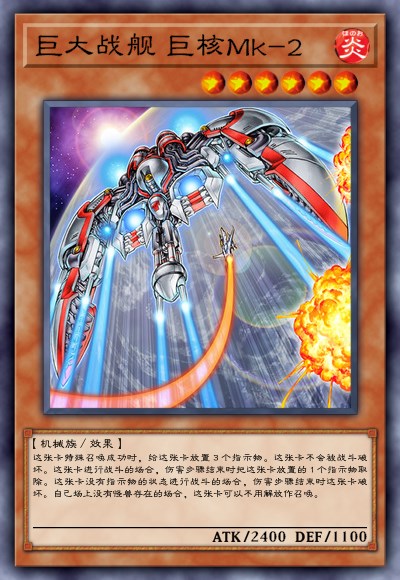 巨大战舰 巨核Mk-2
ほのお
炎
【机械族/效果】
这张卡特殊召唤成功时，给这张卡放置3个指示物。这张卡不会被战斗破
坏。这张卡进行战斗的场合，伤害步骤结束时把这张卡放置的1个指示物取
除。这张卡没有指示物的状态进行战斗的场合，伤害步骤结束时这张卡破
坏。自己场上没有怪兽存在的场合，这张卡可以不用解放作召唤。
ATK/2400 DEF/1100